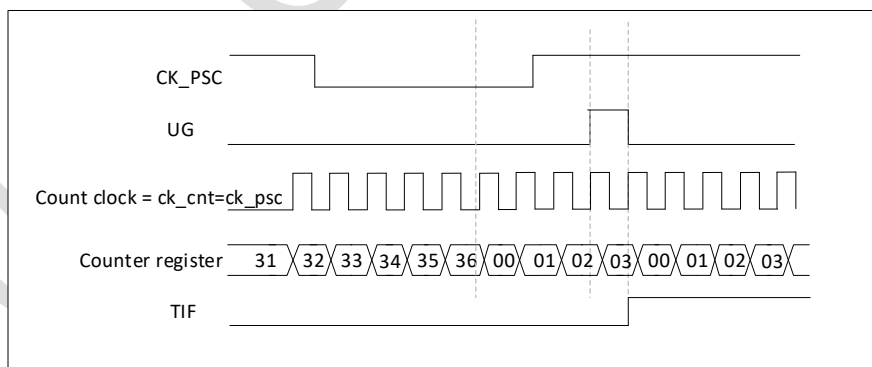 CK_PSC
UG
Count clock = ck_cnt=ck_psc
Counter register 31 32 33 34 35 36 00 01 02 03 00 01 02 03
TIF